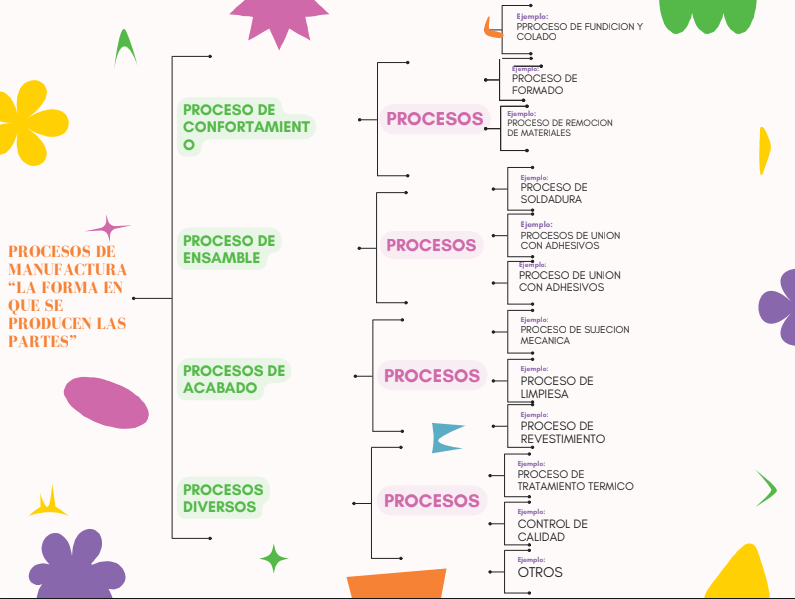 PROCESOS DE
MANUFACTURA
“LA FORMA EN
QUE SE
PRODUCEN LAS
PARTES”
PROCESO DE
CONFORTAMIENT
O
PROCESOS
Ejemplo:
PPROCESO DE FUNDICION Y
COLADO
Ejemplo:
PROCESO DE
FORMADO
Ejemplo:
PROCESO DE REMOCION
DE MATERIALES
PROCESO DE
ENSAMBLE
PROCESOS
Ejemplo:
PROCESO DE
SOLDADURA
Ejemplo:
PROCESOS DE UNION
CON ADHESIVOS
Ejemplo:
PROCESO DE UNION
CON ADHESIVOS
PROCESOS DE
ACABADO
PROCESOS
Ejemplo:
PROCESO DE SUJECION
MECANICA
Ejemplo:
PROCESO DE
LIMPIESA
Ejemplo:
PROCESO DE
REVESTIMIENTO
PROCESOS
DIVERSOS
PROCESOS
Ejemplo:
PROCESO DE
TRATAMIENTO TERMICO
Ejemplo:
CONTROL DE
CALIDAD
Ejemplo:
OTROS